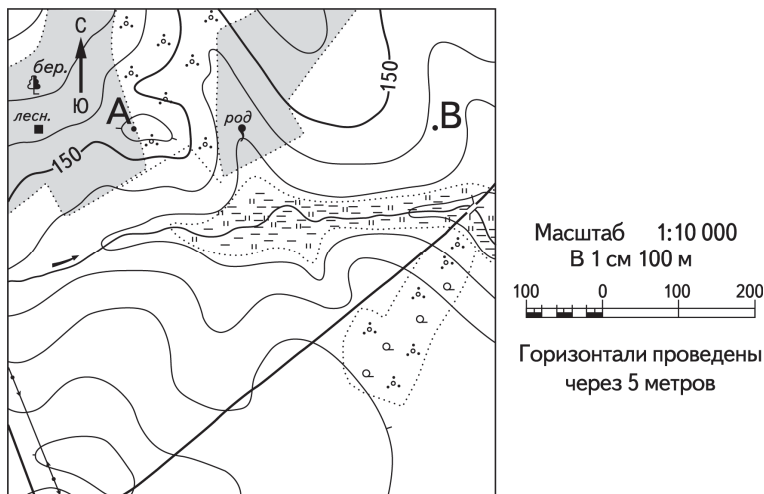 С
бер.
Ю
А
лесн.
род
150
В
150
Масштаб 1:10 000
В 1 см 100 м
100 0 100 200
Горизонтали проведены
через 5 метров